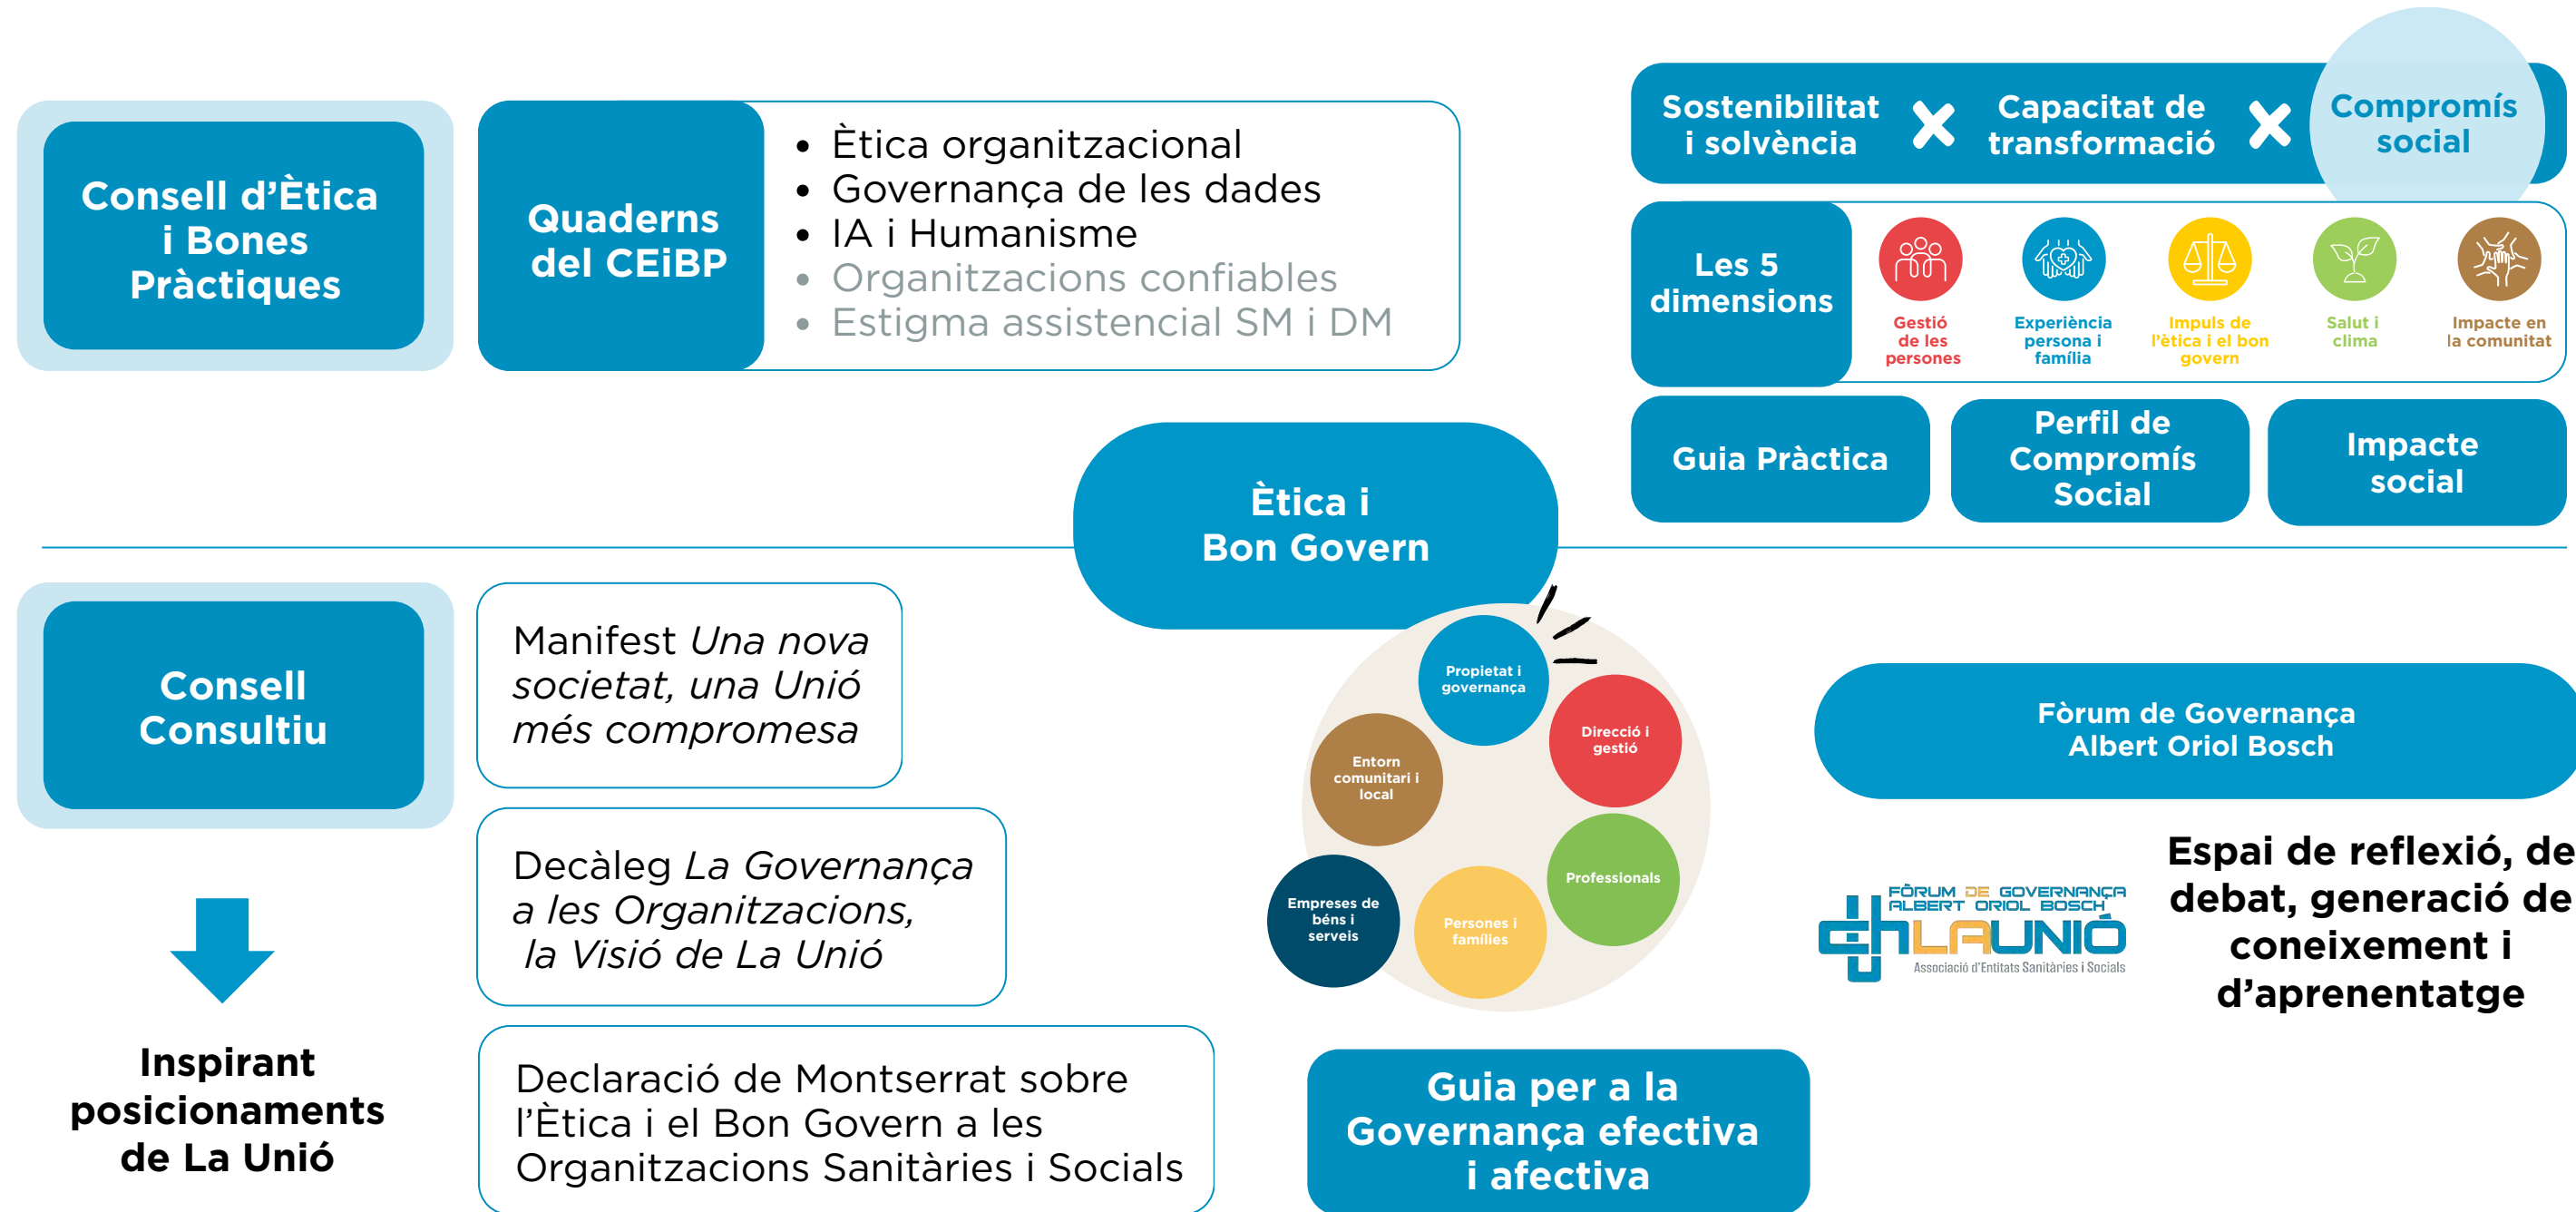 Consell d'Ètica
i Bones
Pràctiques
Quaderns
del CEiBP
• Ètica organitzacional
• Governança de les dades
• IA i Humanisme
• Organitzacions confiables
• Estigma assistencial SM i DM
Sostenibilitat
i solvència
Capacitat de
transformació
Compromís
social
Les 5
dimensions
Gestió
de les
persones
Experiència
persona i
família
Impuls de
l'ètica i el bon
govern
Salut i
clima
Impacte en
la comunitat
Guia Pràctica
Perfil de
Compromís
Social
Impacte
social
Ètica i
Bon Govern
Consell
Consultiu
Inspirant
posicionaments
de La Unió
Manifest Una nova
societat, una Unió
més compromesa
Decàleg La Governança
a les Organitzacions,
la Visió de La Unió
Declaració de Montserrat sobre
l'Ètica i el Bon Govern a les
Organitzacions Sanitàries i Socials
Propietat i
governança
Direcció i
gestió
Professionals
Persones i
famílies
Empreses de
béns i
serveis
Entorn
comunitari i
local
Guia per a la
Governança efectiva
i afectiva
Fòrum de Governança
Albert Oriol Bosch
FÒRUM DE GOVERNANÇA
ALBERT ORIOL BOSCH
LAUNIÓ
Associació d'Entitats Sanitàries i Socials
Espai de reflexió, de
debat, generació de
coneixement i
d'aprenentatge